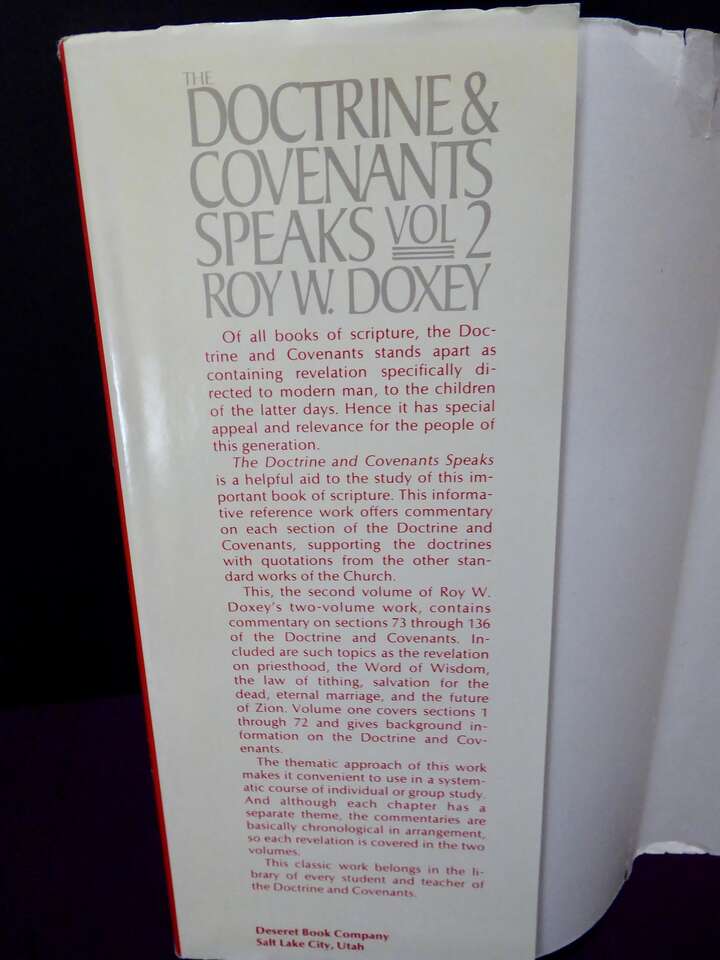 THE
DOCTRINE &
COVENANTS
SPEAKS VOL 2
ROY W. DOXEY
Of all books of scripture, the Doc-
trine and Covenants stands apart as
containing revelation specifically di-
rected to modern man, to the children
of the latter days. Hence it has special
appeal and relevance for the people of
this generation.
The Doctrine and Covenants Speaks
is a helpful aid to the study of this im-
portant book of scripture. This informa-
tive reference work offers commentary
on each section of the Doctrine and
Covenants, supporting the doctrines
with quotations from the other stan-
dard works of the Church.
This, the second volume of Roy W.
Doxey's two-volume work, contains
commentary on sections 73 through 136
of the Doctrine and Covenants. In-
cluded are such topics as the revelation
on priesthood, the Word of Wisdom,
the law of tithing, salvation for the
dead, eternal marriage, and the future
of Zion. Volume one covers sections 1
through 72 and gives background in-
formation on the Doctrine and Cov-
enants.
The thematic approach of this work
makes it convenient to use in a system-
atic course of individual or group study.
And although each chapter has a
separate theme, the commentaries are
basically chronological in arrangement,
so each revelation is covered in the two
volumes.
This classic work belongs in the li-
brary of every student and teacher of
the Doctrine and Covenants.
Deseret Book Company
Salt Lake City, Utah